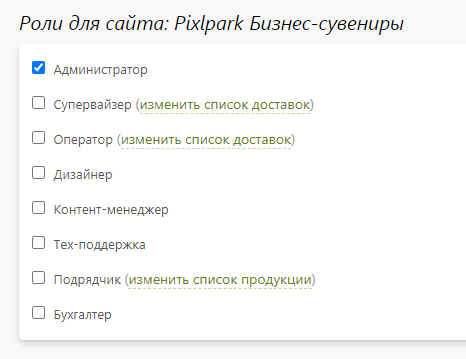 Роли для сайта: Pixlpark Бизнес-сувениры
Администратор
Супервайзер (изменить список доставок)
Оператор (изменить список доставок)
Дизайнер
Контент-менеджер
Тех-поддержка
Подрядчик (изменить список продукции)
Бухгалтер